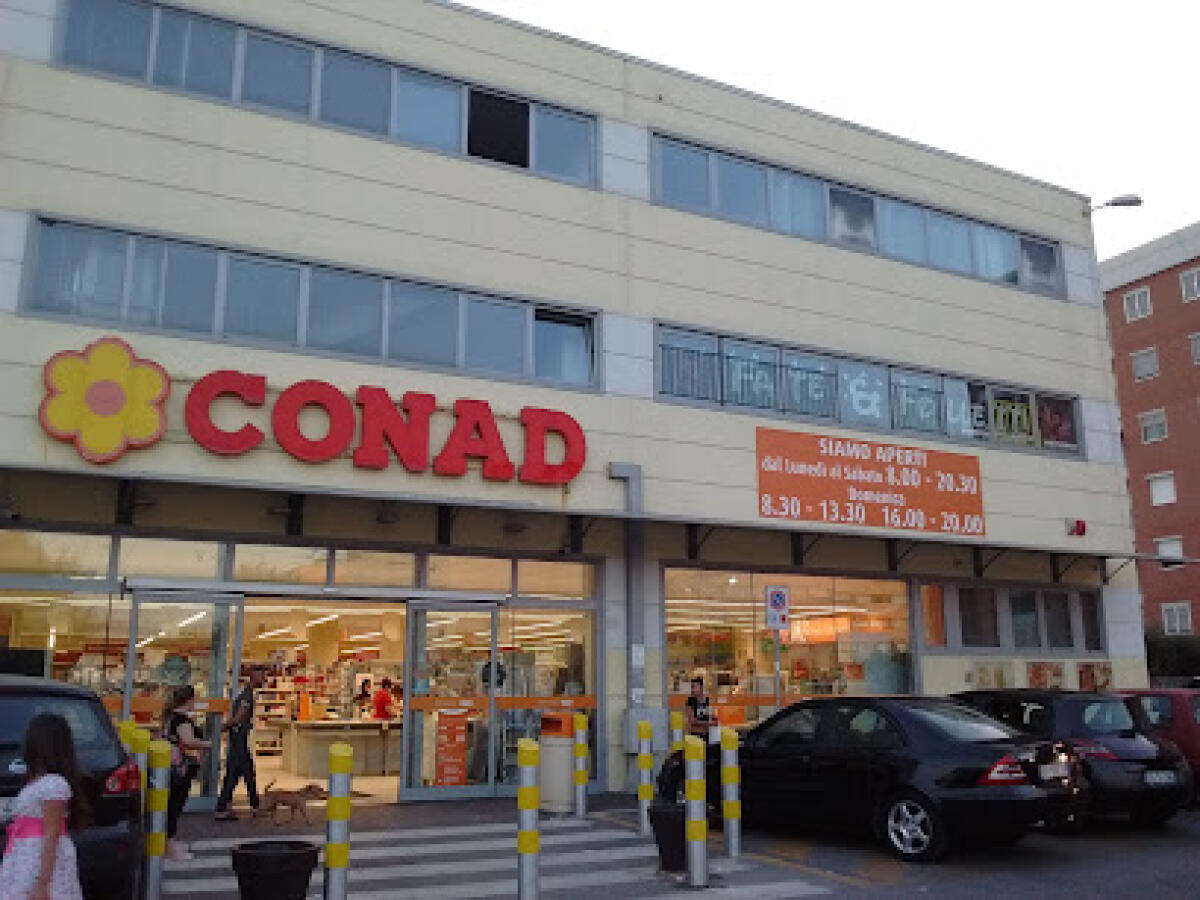 CONAD
SIAMO APERTI
dal Lunedì al Sabato 8.00 - 20.30
Domenica
8.30 - 13.30 16.00 - 20.00